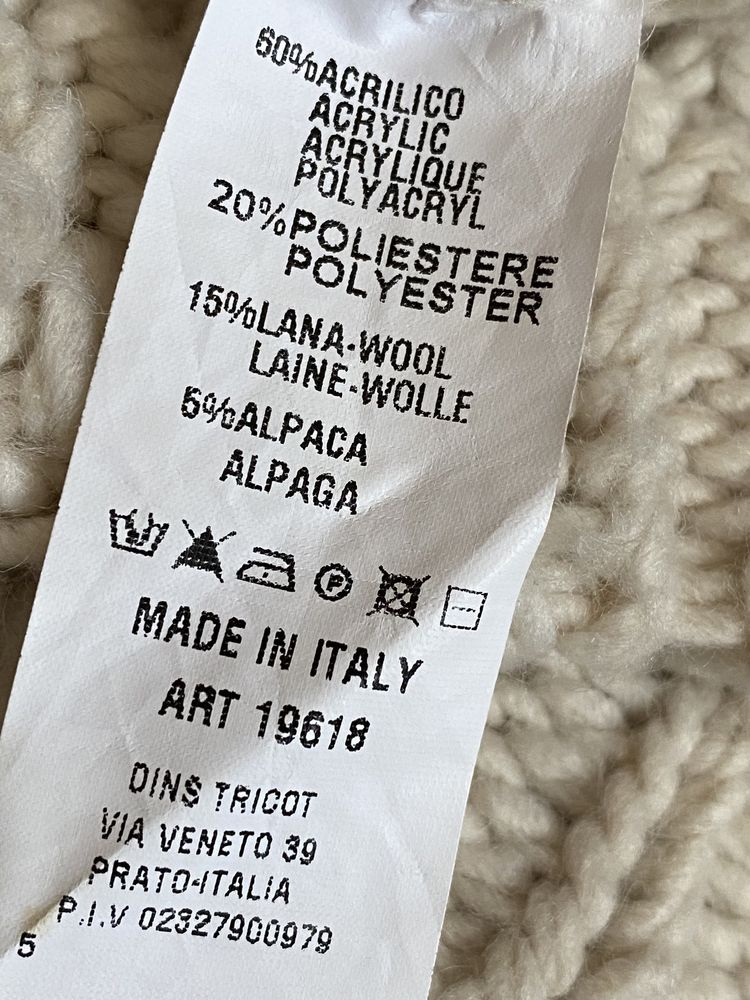 60%ACRILICO
ACRYLIC
ACRYLIQUE
POLYACRYL
20%POLIESTERE
POLYESTER
15%LANA-WOOL
LAINE-WOLLE
5%ALPACA
ALPAGA
P
MADE IN ITALY
ART 19618
DINS TRICOT
VIA VENETO 39
PRATO-ITALIA
P.I.V 02327900979
5